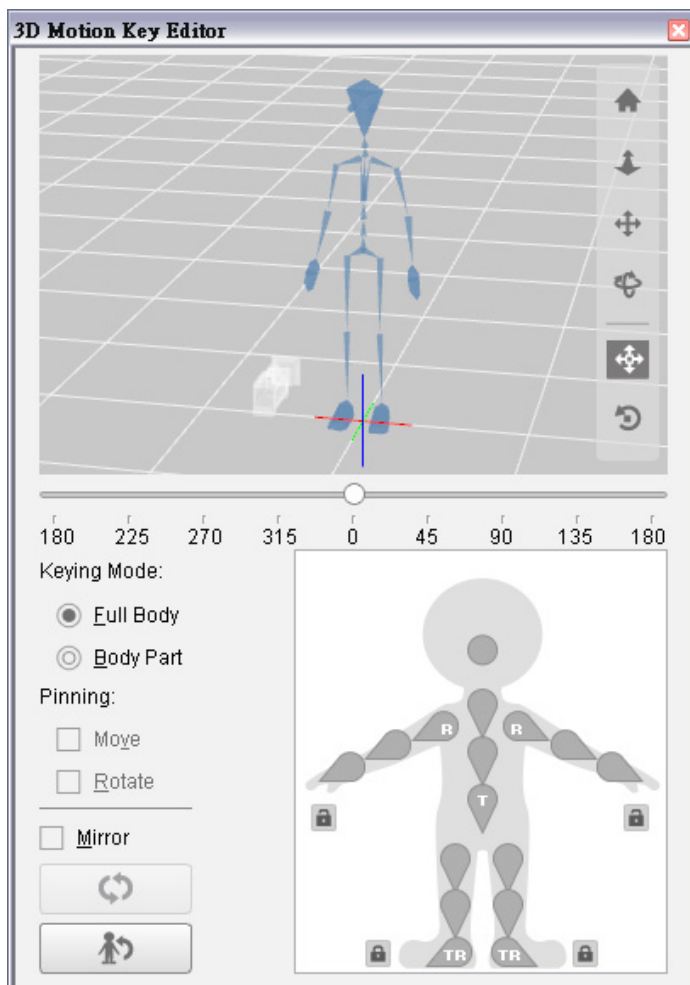 3D Motion Key Editor
180 225 270 315 0 45 90 135 180
Keying Mode:
Full Body
Body Part
Pinning:
Move
Rotate
Mirror
R R
T
TR TR